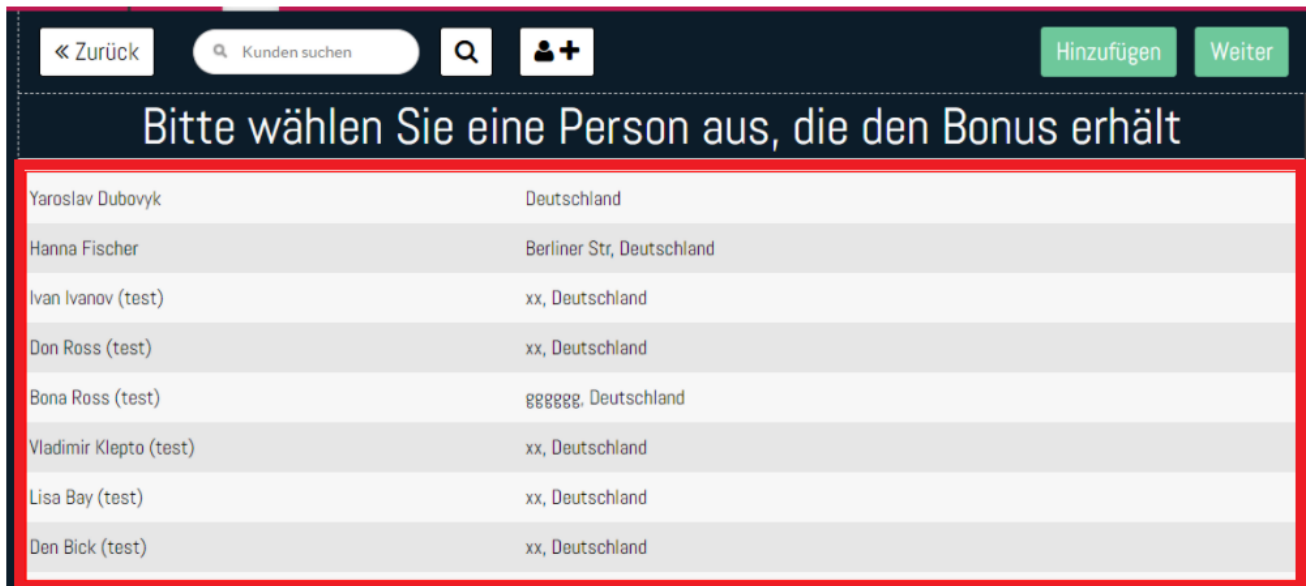 « Zurück Kunden suchen Hinzufügen Weiter
Bitte wählen Sie eine Person aus, die den Bonus erhält
Yaroslav Dubovyk Deutschland
Hanna Fischer Berliner Str, Deutschland
Ivan Ivanov (test) xx, Deutschland
Don Ross (test) xx, Deutschland
Bona Ross (test) gggggg, Deutschland
Vladimir Klepto (test) xx, Deutschland
Lisa Bay (test) xx, Deutschland
Den Bick (test) xx, Deutschland